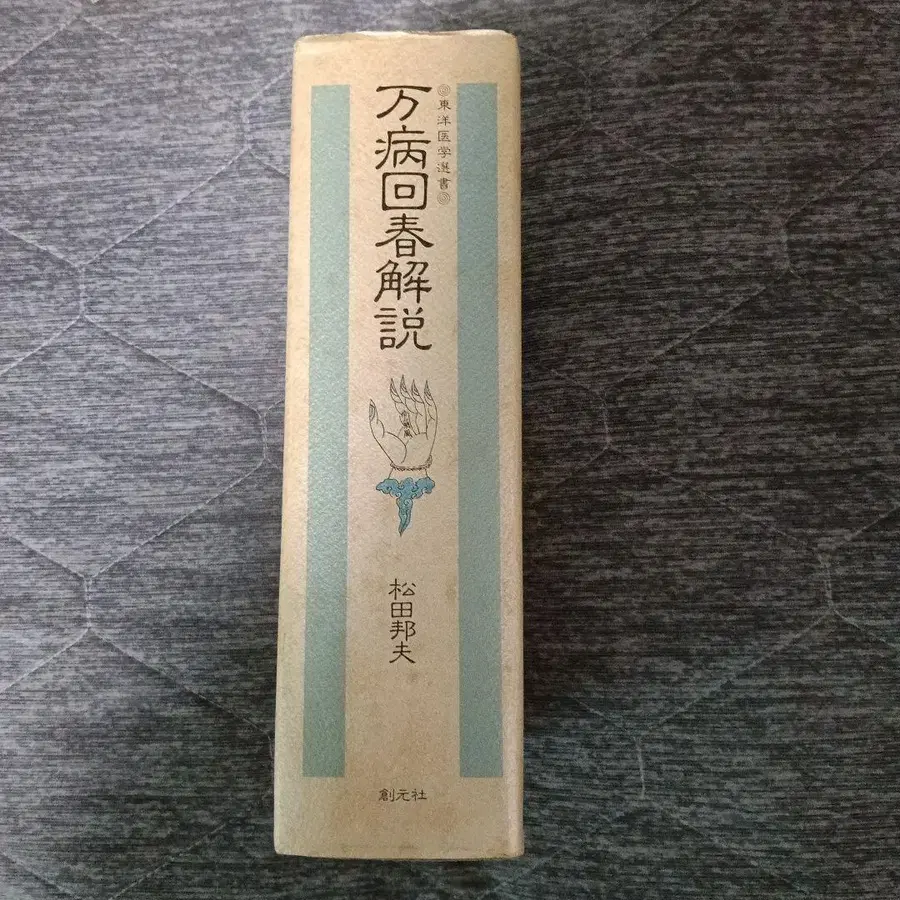 東洋医学選書
万病回春解説
松田邦夫
創元社